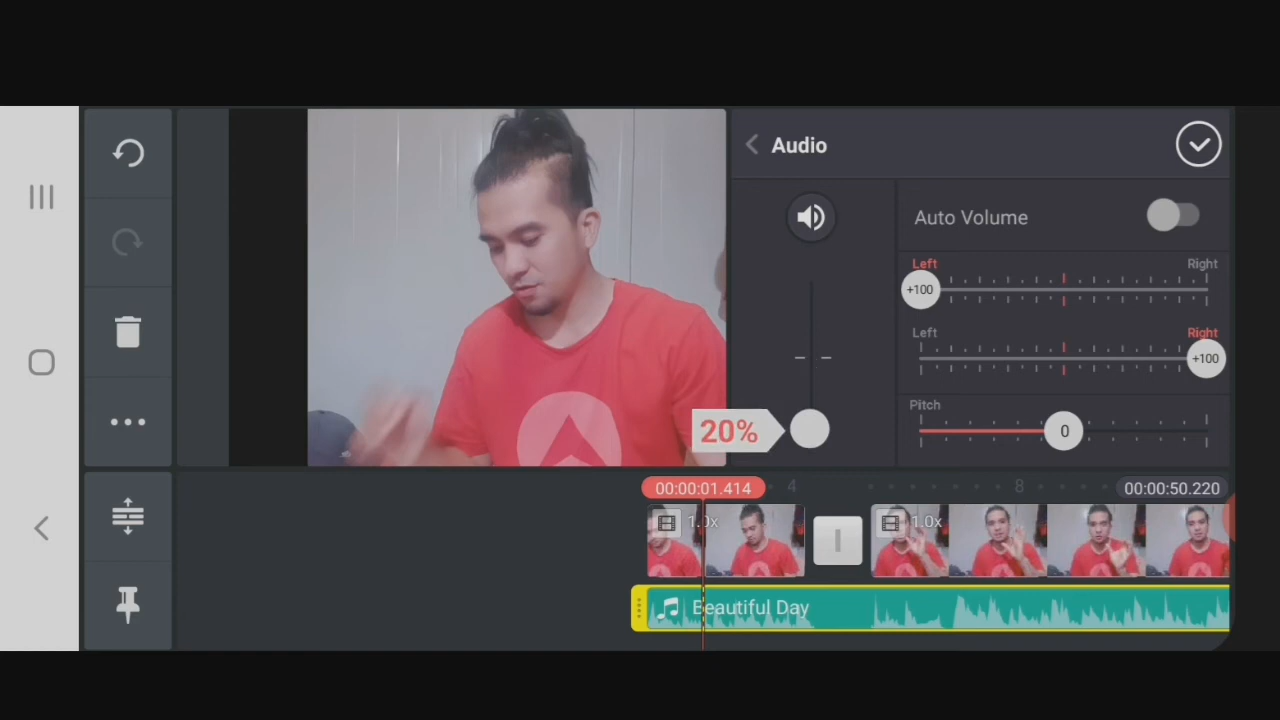 Audio
Auto Volume
Left Right
+100
Left Right
+100
Pitch
0
20%
00:00:01.414
4
8
00:00:50.220
1.0x
1.0x
Beautiful Day